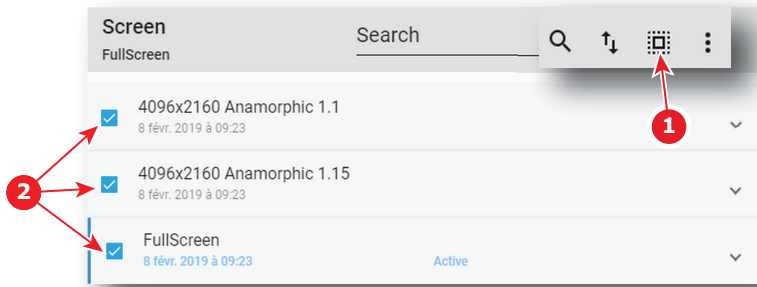 Screen
FullScreen
Search
1
4096x2160 Anamorphic 1.1
8 févr. 2019 à 09:23
2
4096x2160 Anamorphic 1.15
8 févr. 2019 à 09:23
FullScreen
8 févr. 2019 à 09:23 Active